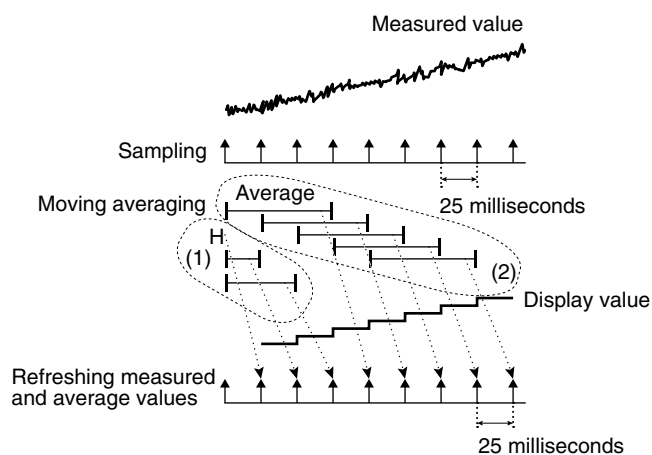 Measured value
Sampling
25 milliseconds
Moving averaging
Average
H
(1)
(2)
Display value
Refreshing measured
and average values
25 milliseconds